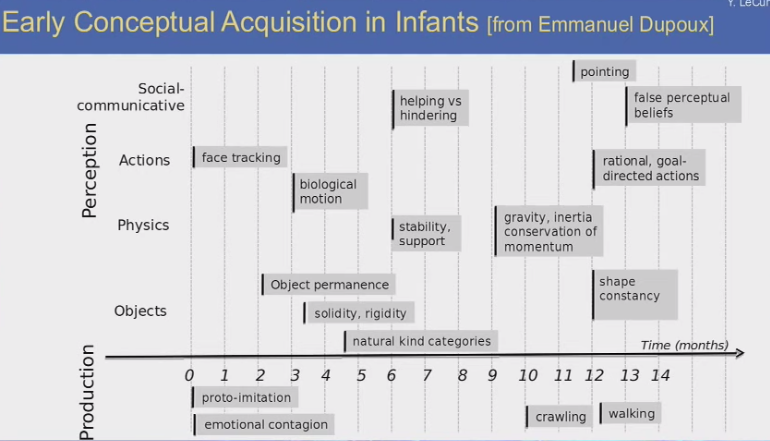 Y. LeCun
Early Conceptual Acquisition in Infants [from Emmanuel Dupoux]
pointing
Social-
communicative
helping vs
hindering
false perceptual
beliefs
Perception
Actions
face tracking
biological
motion
rational, goal-
directed actions
Physics
stability,
support
gravity, inertia
conservation of
momentum
Object permanence
shape
constancy
Objects
solidity, rigidity
natural kind categories
Time (months)
0 1 2 3 4 5 6 7 8 9 10 11 12 13 14
Production
proto-imitation
emotional contagion
crawling
walking